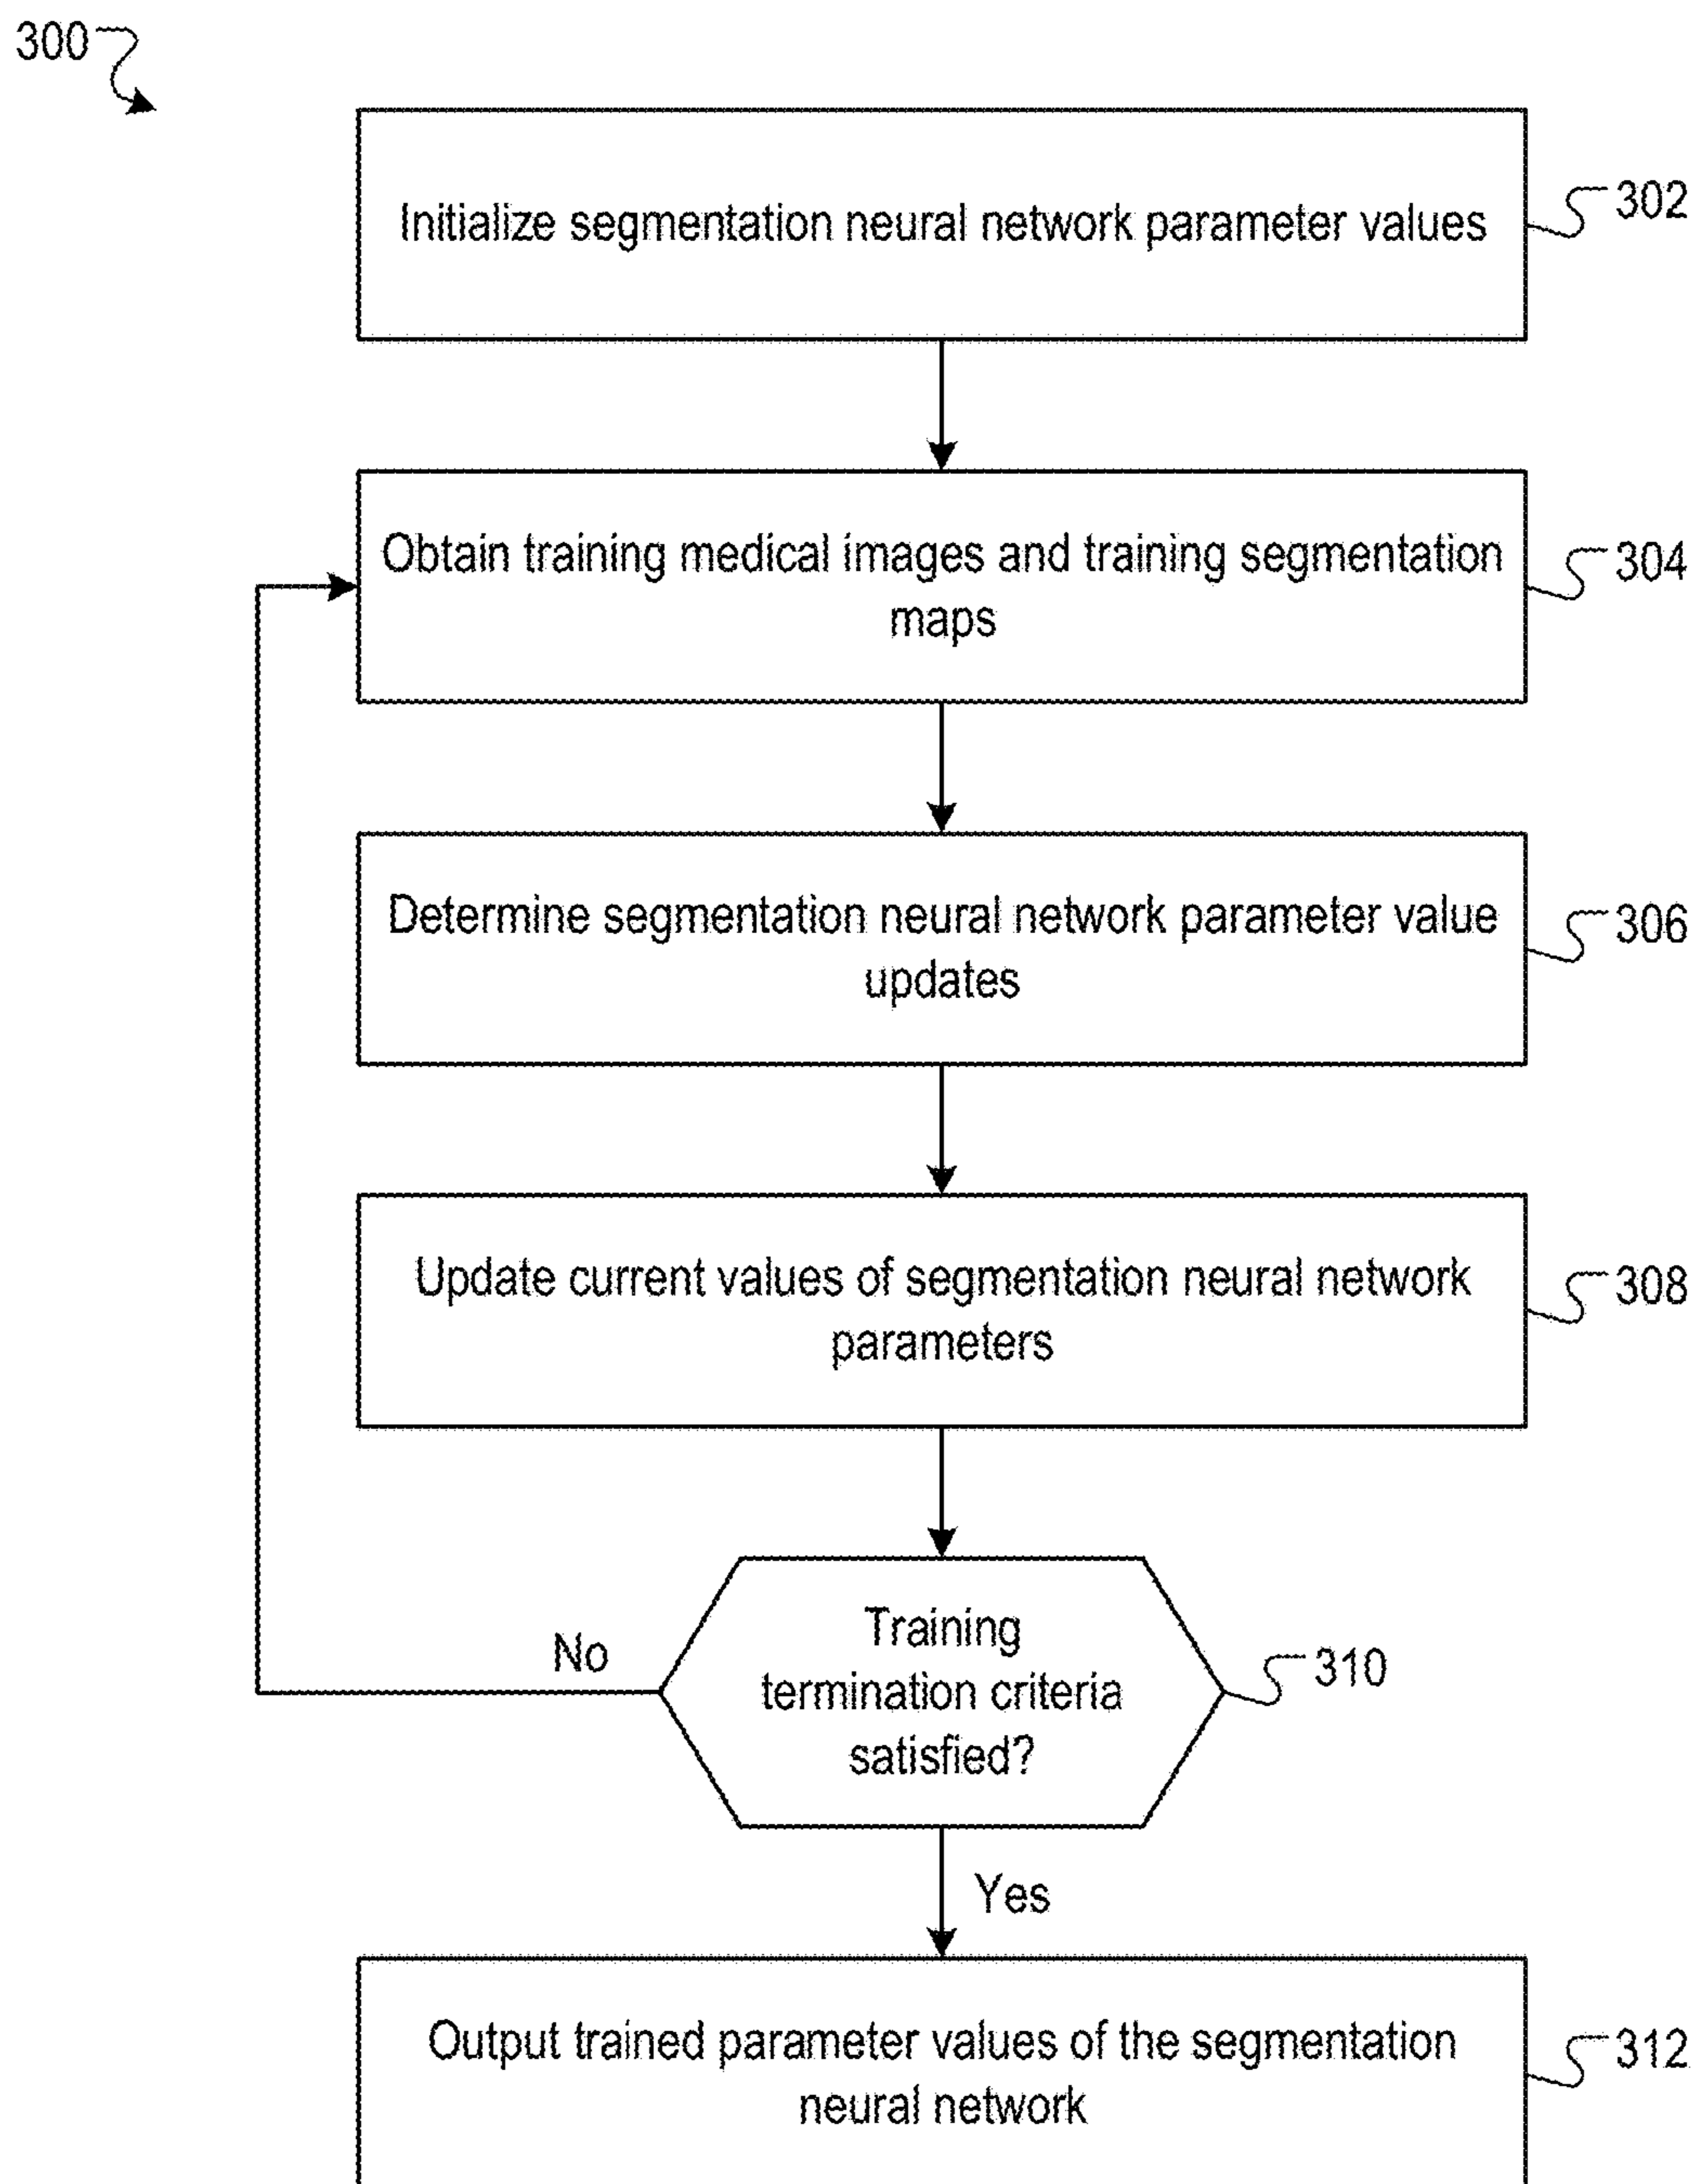 300
Initialize segmentation neural network parameter values
302
Obtain training medical images and training segmentation
maps
304
Determine segmentation neural network parameter value
updates
306
Update current values of segmentation neural network
parameters
308
Training
termination criteria
satisfied?
310
No
Yes
Output trained parameter values of the segmentation
neural network
312